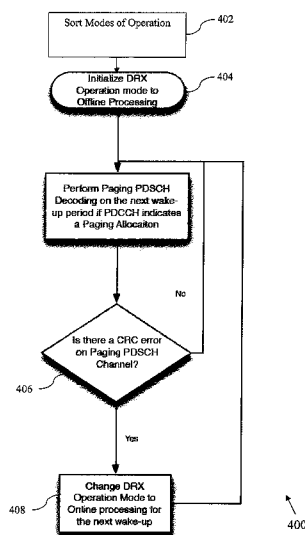 Sort Modes of Operation
402
Initialize DRX
Operation mode to
Offline Processing
404
Perform Paging PDSCH
Decoding on the next wake-
up period if PDCCH indicates
a Paging Allocaiton
No
Is there a CRC error
on Paging PDSCH
Channel?
406
Yes
Change DRX
Operation Mode to
Online processing for
the next wake-up
408
400